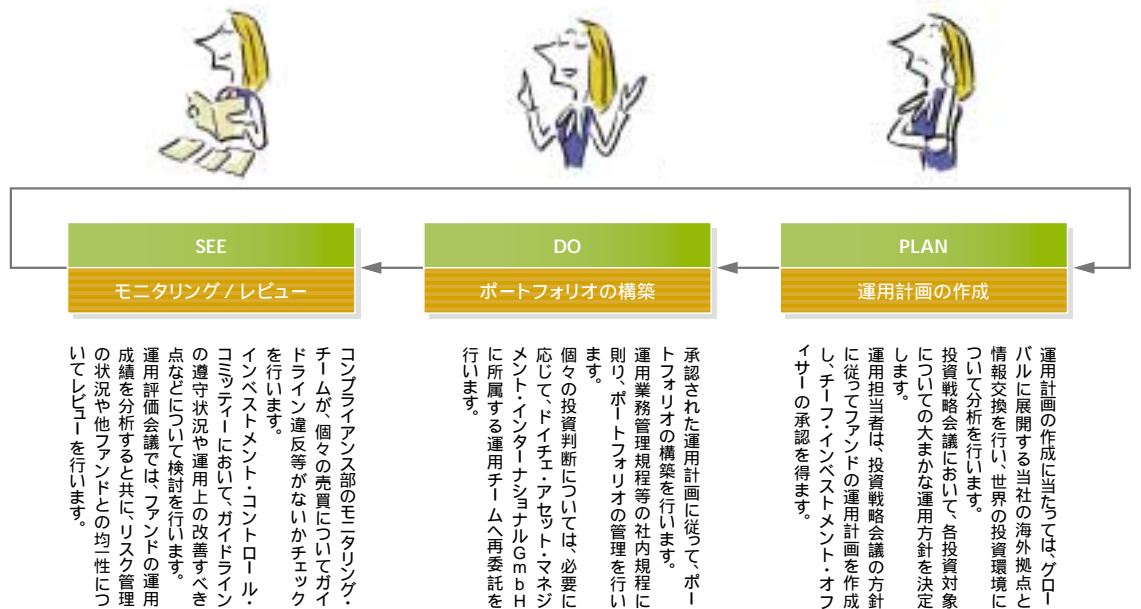 PLAN
運用計画の作成
運用計画の作成に当たっては、グロー
バルに展開する当社の海外拠点と
情報交換を行い、世界の投資環境に
ついて分析を行います。
投資戦略会議において、各投資対象
についての大まかな運用方針を決定
します。
運用担当者は、投資戦略会議の方針
に従ってファンドの運用計画を作成
し、チーフ・インベストメント・オフ
ィサーの承認を得ます。
DO
ポートフォリオの構築
承認された運用計画に従って、ポー
トフォリオの構築を行います。
運用業務管理規程等の社内規程に
則り、ポートフォリオの管理を行い
ます。
個々の投資判断については、必要に
応じて、ドイチェ・アセット・マネジ
メント・インターナショナルGmbH
に所属する運用チームへ再委託を
行います。
SEE
モニタリング / レビュー
コンプライアンス部のモニタリング・
チームが、個々の売買についてガイ
ドライン違反等がないかチェック
を行います。
インベストメント・コントロール・
コミッティーにおいて、ガイドライン
の遵守状況や運用上の改善すべき
点などについて検討を行います。
運用評価会議では、ファンドの運用
成績を分析すると共に、リスク管理
の状況や他ファンドとの均一性につ
いてレビューを行います。